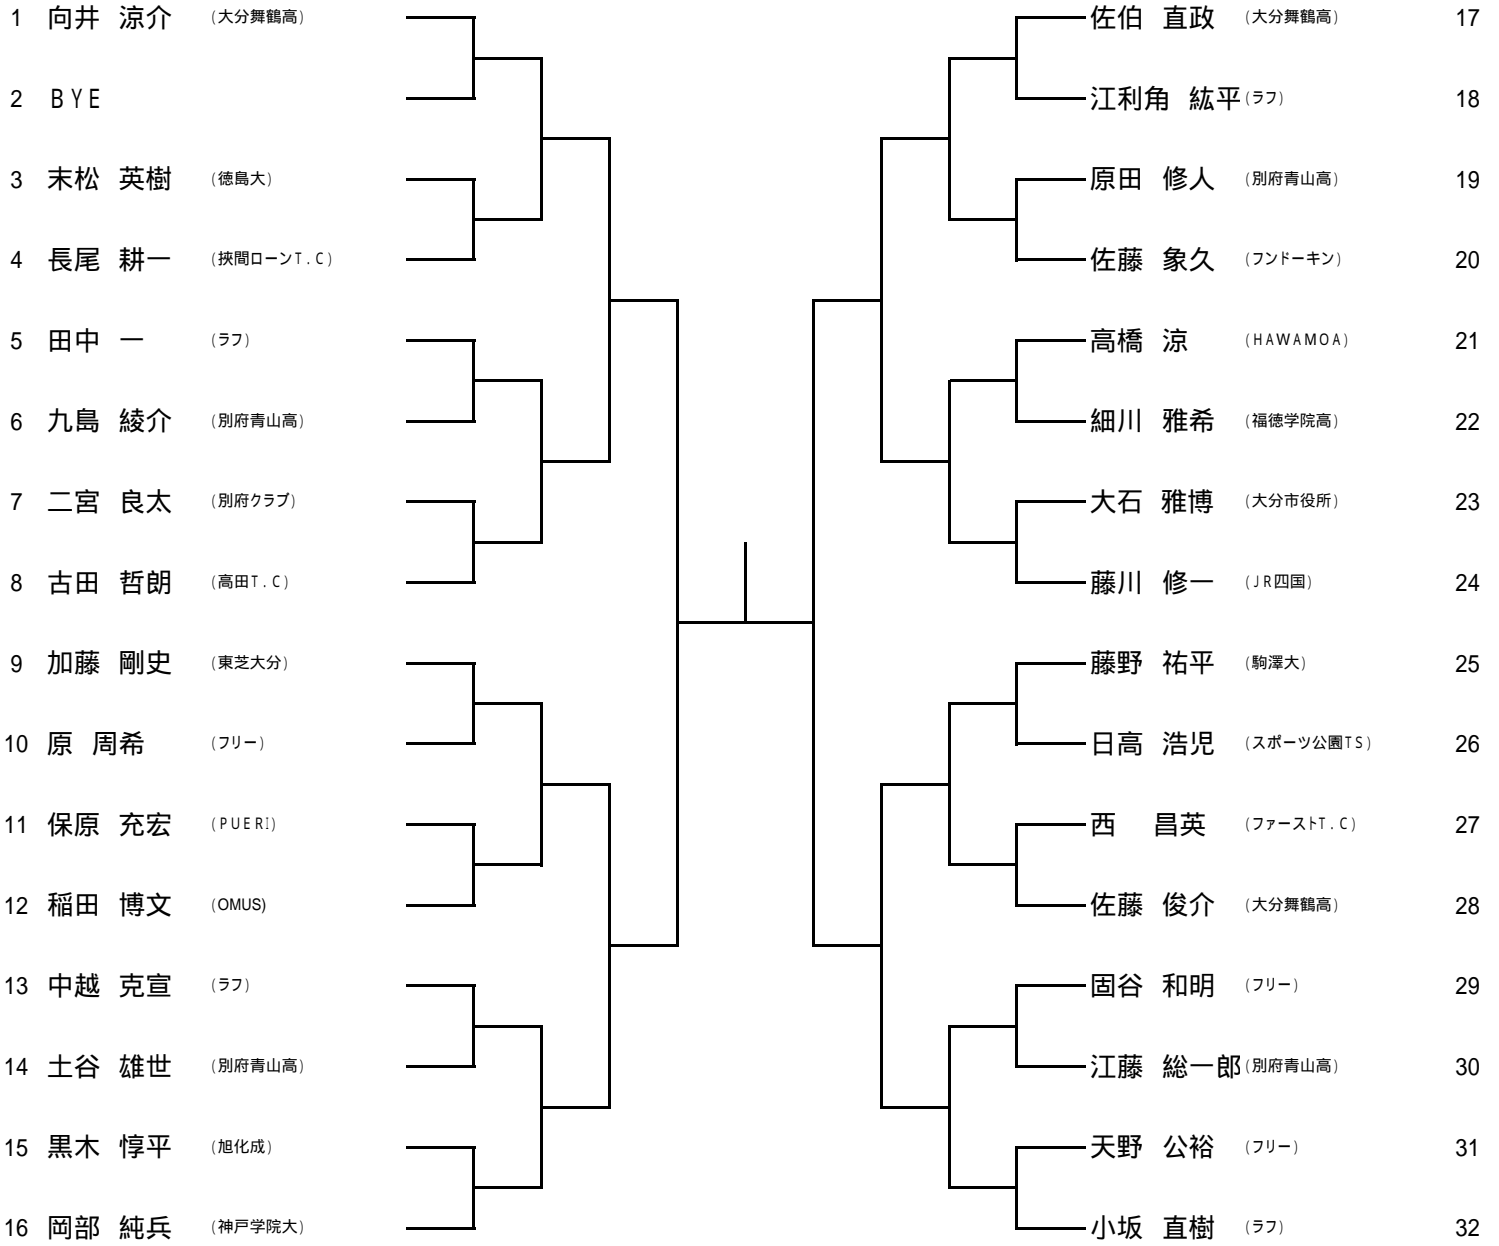 1 向井 涼介 (大分舞鶴高)
2 BYE
3 末松 英樹 (徳島大)
4 長尾 耕一 (挾間ローンT.C)
5 田中 一 (ラフ)
6 九島 綾介 (別府青山高)
7 二宮 良太 (別府クラブ)
8 古田 哲朗 (高田T.C)
9 加藤 剛史 (東芝大分)
10 原 周希 (フリー)
11 保原 充宏 (PUERI)
12 稲田 博文 (OMUS)
13 中越 克宣 (ラフ)
14 土谷 雄世 (別府青山高)
15 黒木 惇平 (旭化成)
16 岡部 純兵 (神戸学院大)
佐伯 直政 (大分舞鶴高) 17
江利角 紘平 (ラフ) 18
原田 修人 (別府青山高) 19
佐藤 象久 (フンドーキン) 20
高橋 涼 (HAWAMOA) 21
細川 雅希 (福徳学院高) 22
大石 雅博 (大分市役所) 23
藤川 修一 (JR四国) 24
藤野 祐平 (駒澤大) 25
日高 浩児 (スポーツ公園TS) 26
西 昌英 (ファーストT.C) 27
佐藤 俊介 (大分舞鶴高) 28
固谷 和明 (フリー) 29
江藤 総一郎 (別府青山高) 30
天野 公裕 (フリー) 31
小坂 直樹 (ラフ) 32